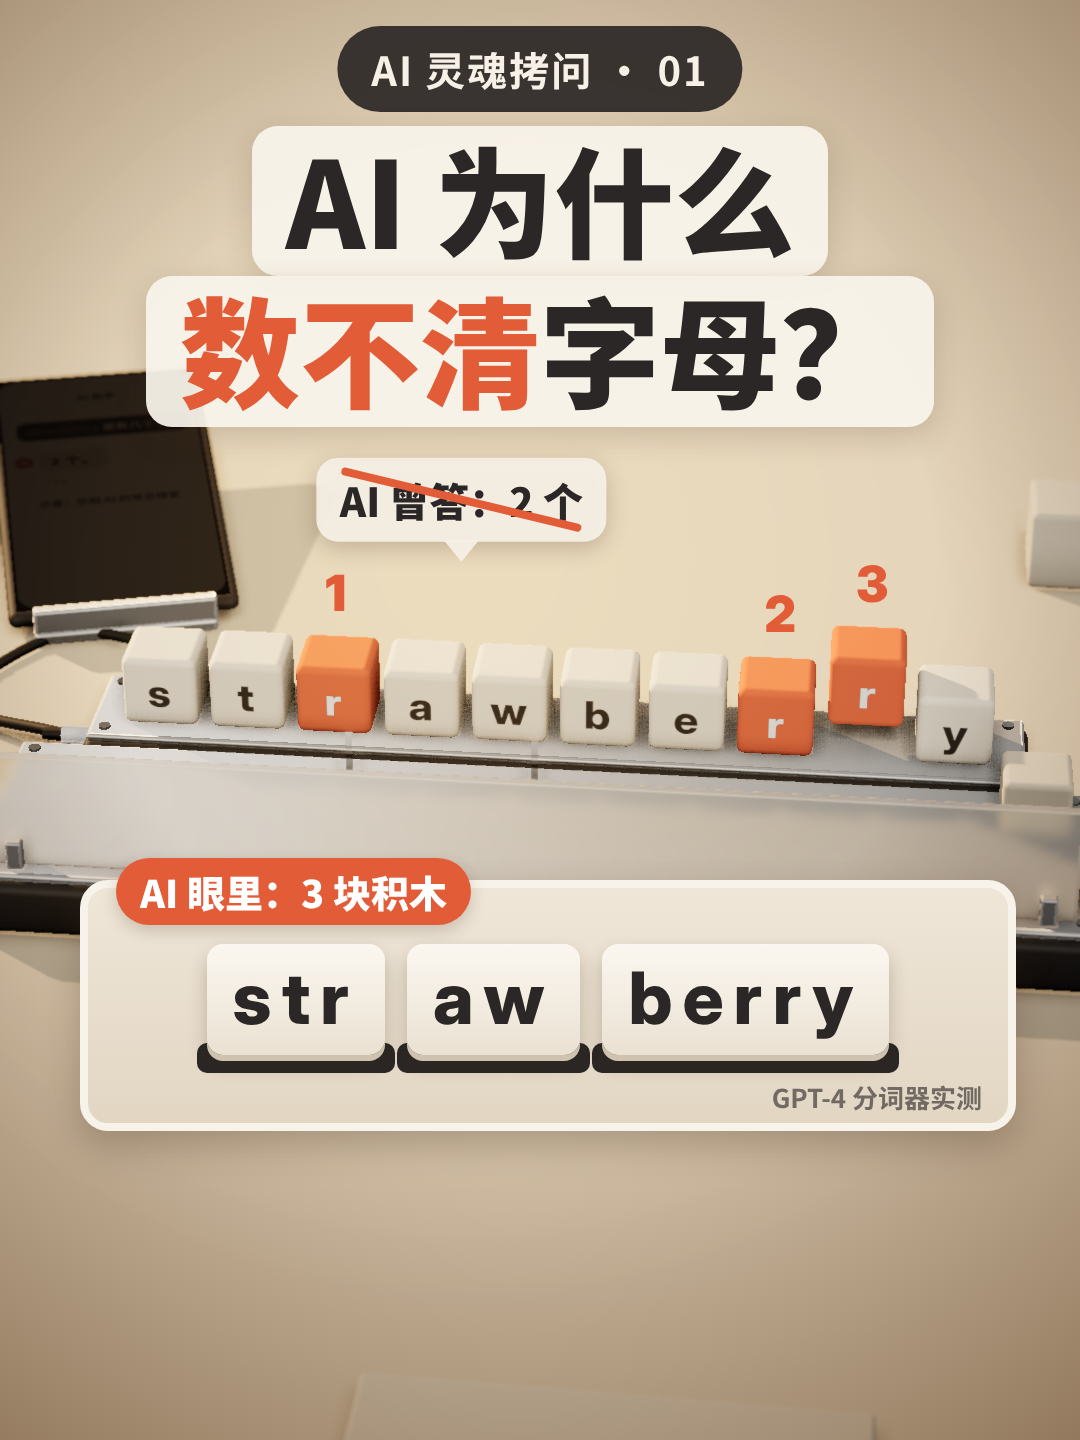 AI 灵魂拷问 · 01
AI 为什么
数不清字母?
AI 曾答：2 个
1
2
3
s t r a w b e r r y
AI 眼里：3 块积木
str aw berry
GPT-4 分词器实测